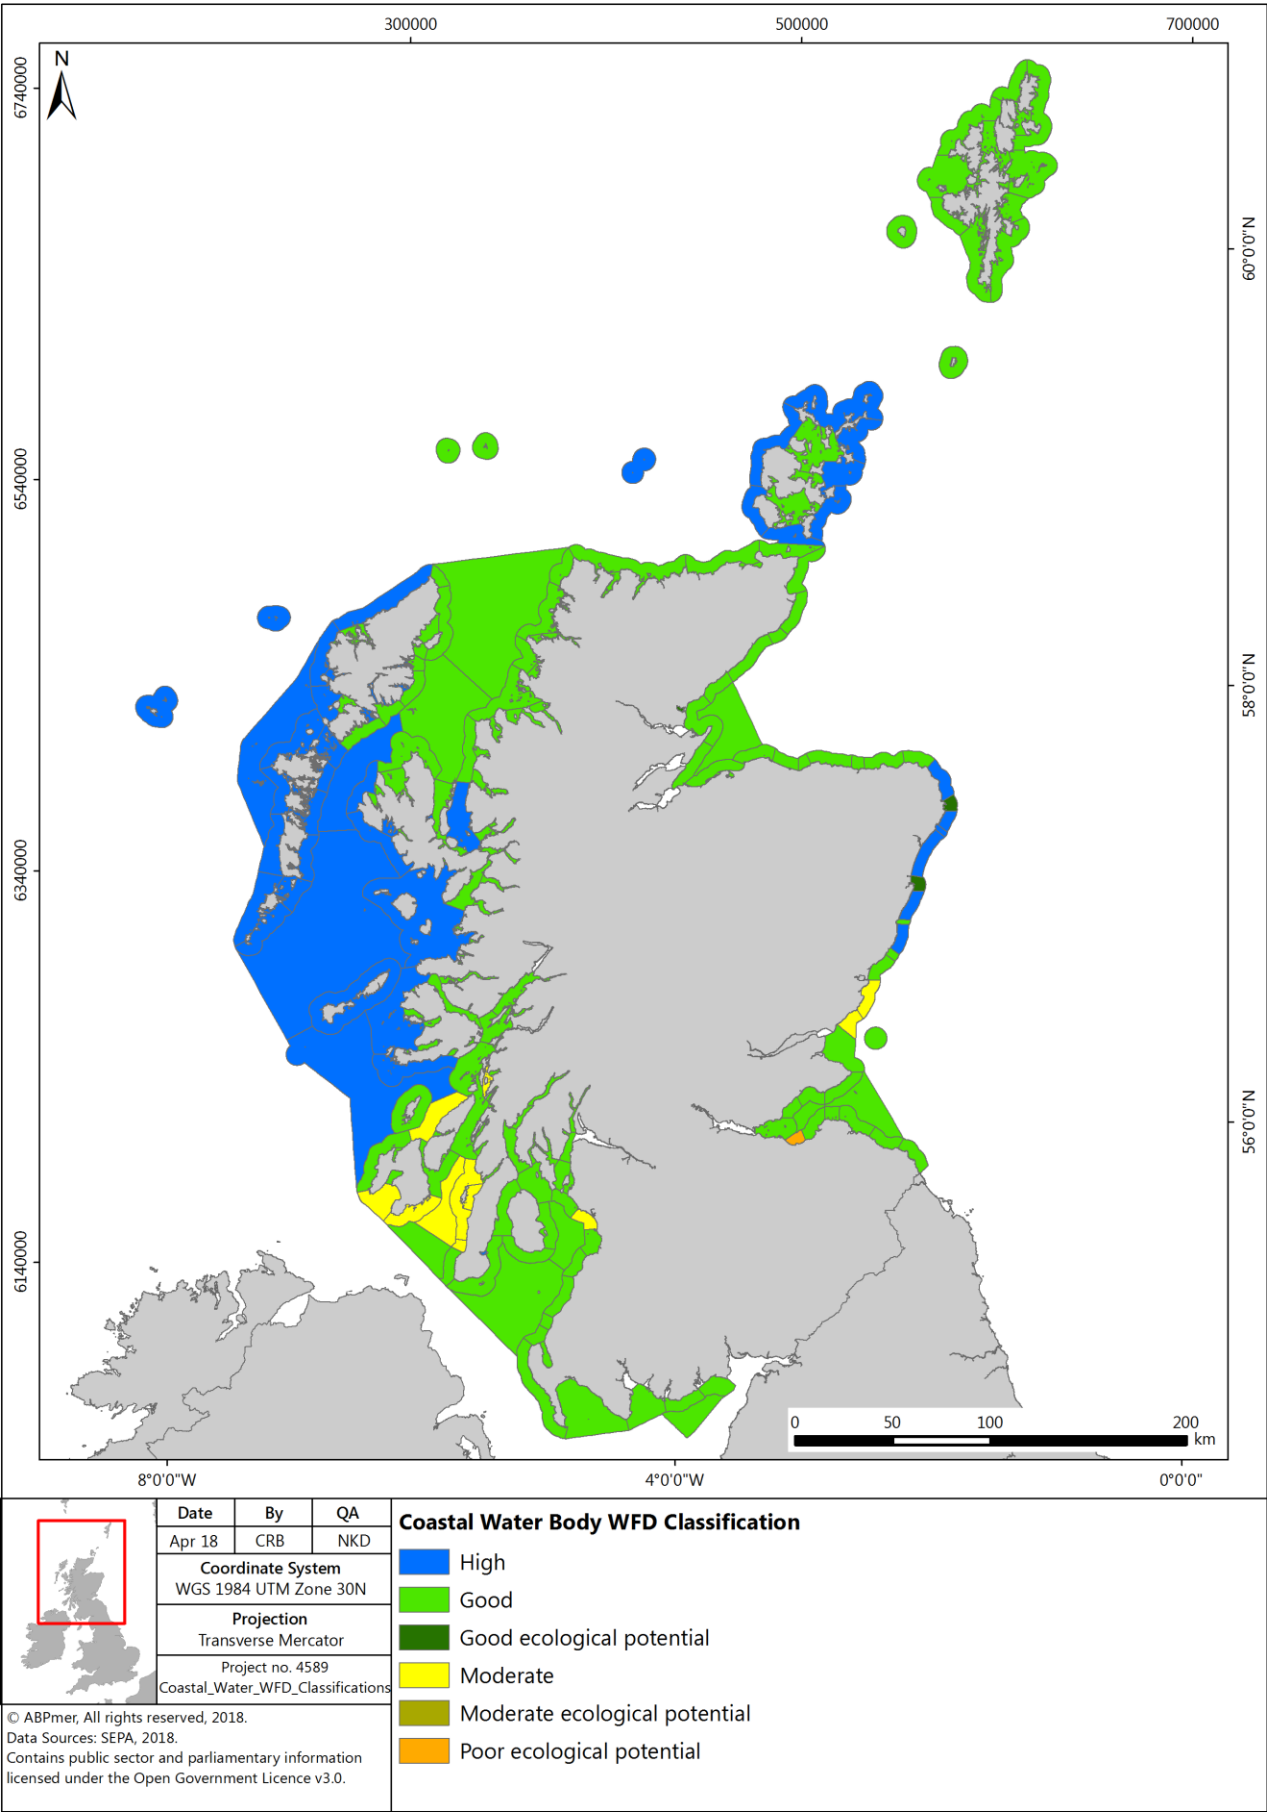 300000
500000
700000
N
6740000
6540000
6340000
6140000
60°0'0"N
58°0'0"N
56°0'0"N
0
50
100
200
km
8°0'0"W
4°0'0"W
0°0'0"
Date By QA
Apr 18 CRB NKD
Coordinate System
WGS 1984 UTM Zone 30N
Projection
Transverse Mercator
Project no. 4589
Coastal_Water_WFD_Classifications
© ABPmer, All rights reserved, 2018.
Data Sources: SEPA, 2018.
Contains public sector and parliamentary information
licensed under the Open Government Licence v3.0.
Coastal Water Body WFD Classification
High
Good
Good ecological potential
Moderate
Moderate ecological potential
Poor ecological potential